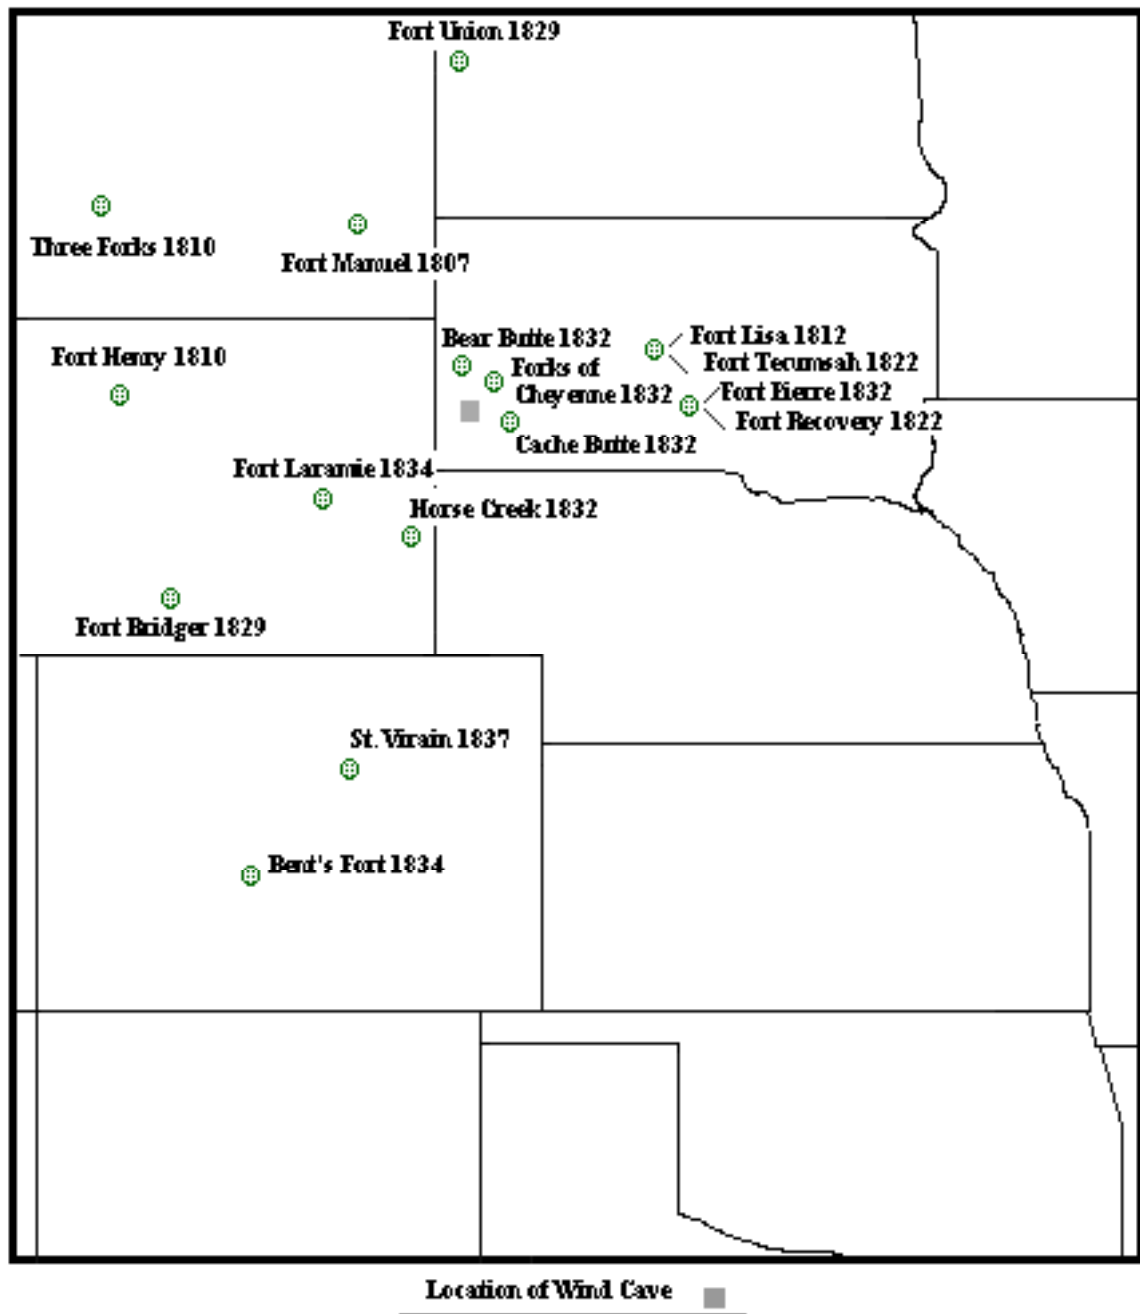 Fort Union 1829
Three Forks 1810
Fort Manuel 1807
Bear Butte 1832
Fort Lisa 1812
Fort Henry 1810
Forks of
Cheyenne 1832
Fort Tecumsah 1822
Fort Pierre 1832
Fort Recovery 1822
Cache Butte 1832
Fort Laramie 1834
Horse Creek 1832
Fort Bridger 1829
St. Virain 1837
Bent's Fort 1834
Location of Wind Cave